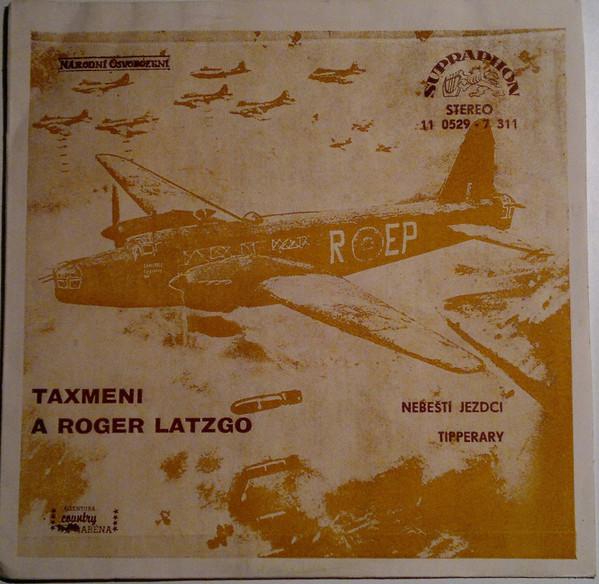 NÁRODNÍ OSVOBOZENÍ
SUPRAPHON
STEREO
11 0529 - 7 311
R EP
TAXMENI
A ROGER LATZGO
NEBEŠTÍ JEZDCI
TIPPERARY
AGENTURA
country
ARÉNA